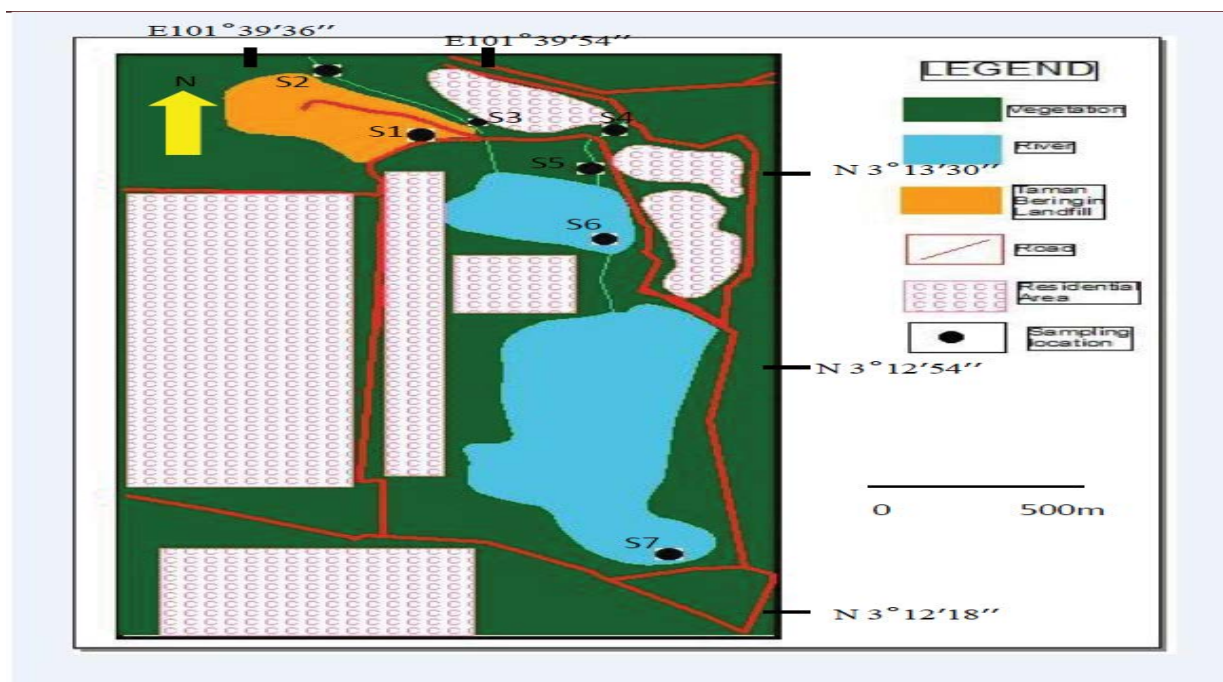 E101°39′36″
E101°39′54″
N
S2
S3
S4
S1
S5
S6
S7
LEGEND
Vegetation
River
Taman
Beringin
Landfill
Road
Residential
Area
Sampling
location
N 3°13′30″
N 3°12′54″
N 3°12′18″
0 500m